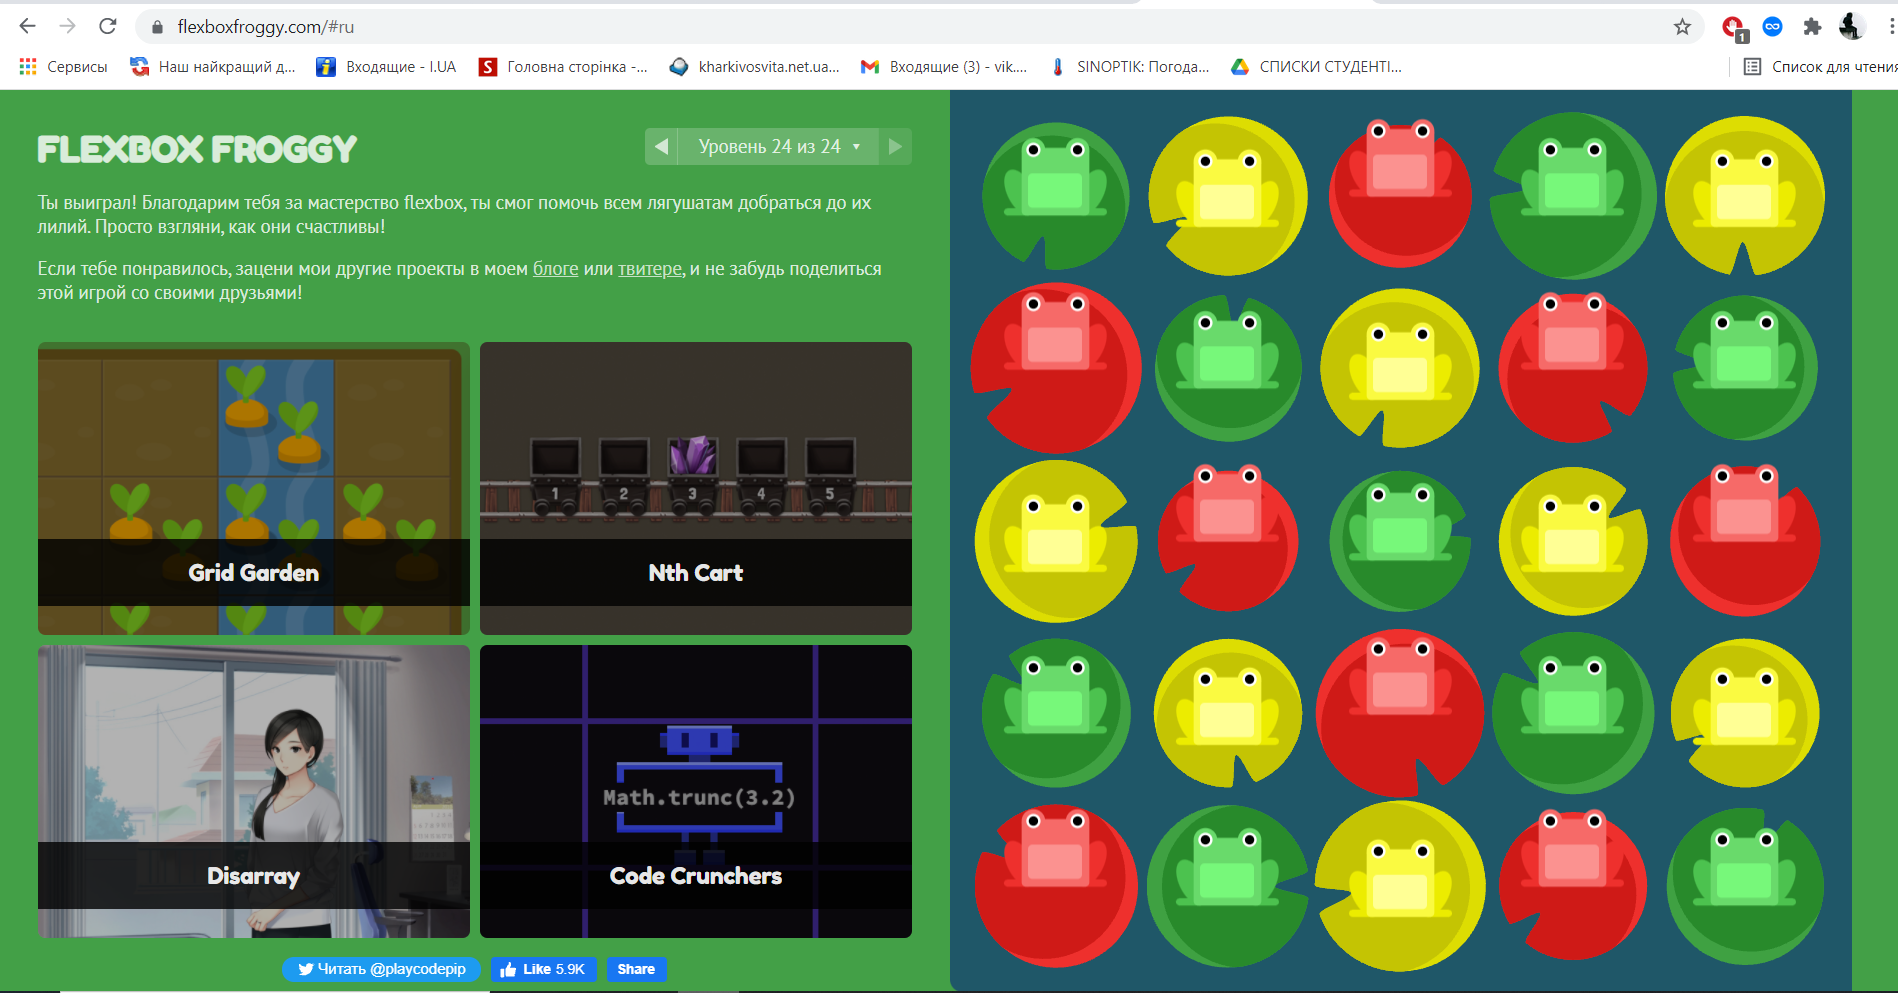 flexboxfroggy.com/#ru
1
Сервисы
Наш найкращий д...
Входящие - I.UA
Головна сторінка -...
kharkivosvita.net.ua...
Входящие (3) - vik....
SINOPTIK: Погода...
СПИСКИ СТУДЕНТІ...
Список для чтения
FLEXBOX FROGGY
Уровень 24 из 24
Ты выиграл! Благодарим тебя за мастерство flexbox, ты смог помочь всем лягушатам добраться до их
лилий. Просто взгляни, как они счастливы!
Если тебе понравилось, зацени мои другие проекты в моем блоге или твитере, и не забудь поделиться
этой игрой со своими друзьями!
1 2 3 4 5
Grid Garden
Nth Cart
Math.trunc(3.2)
Disarray
Code Crunchers
Читать @playcodepip
Like 5.9K
Share